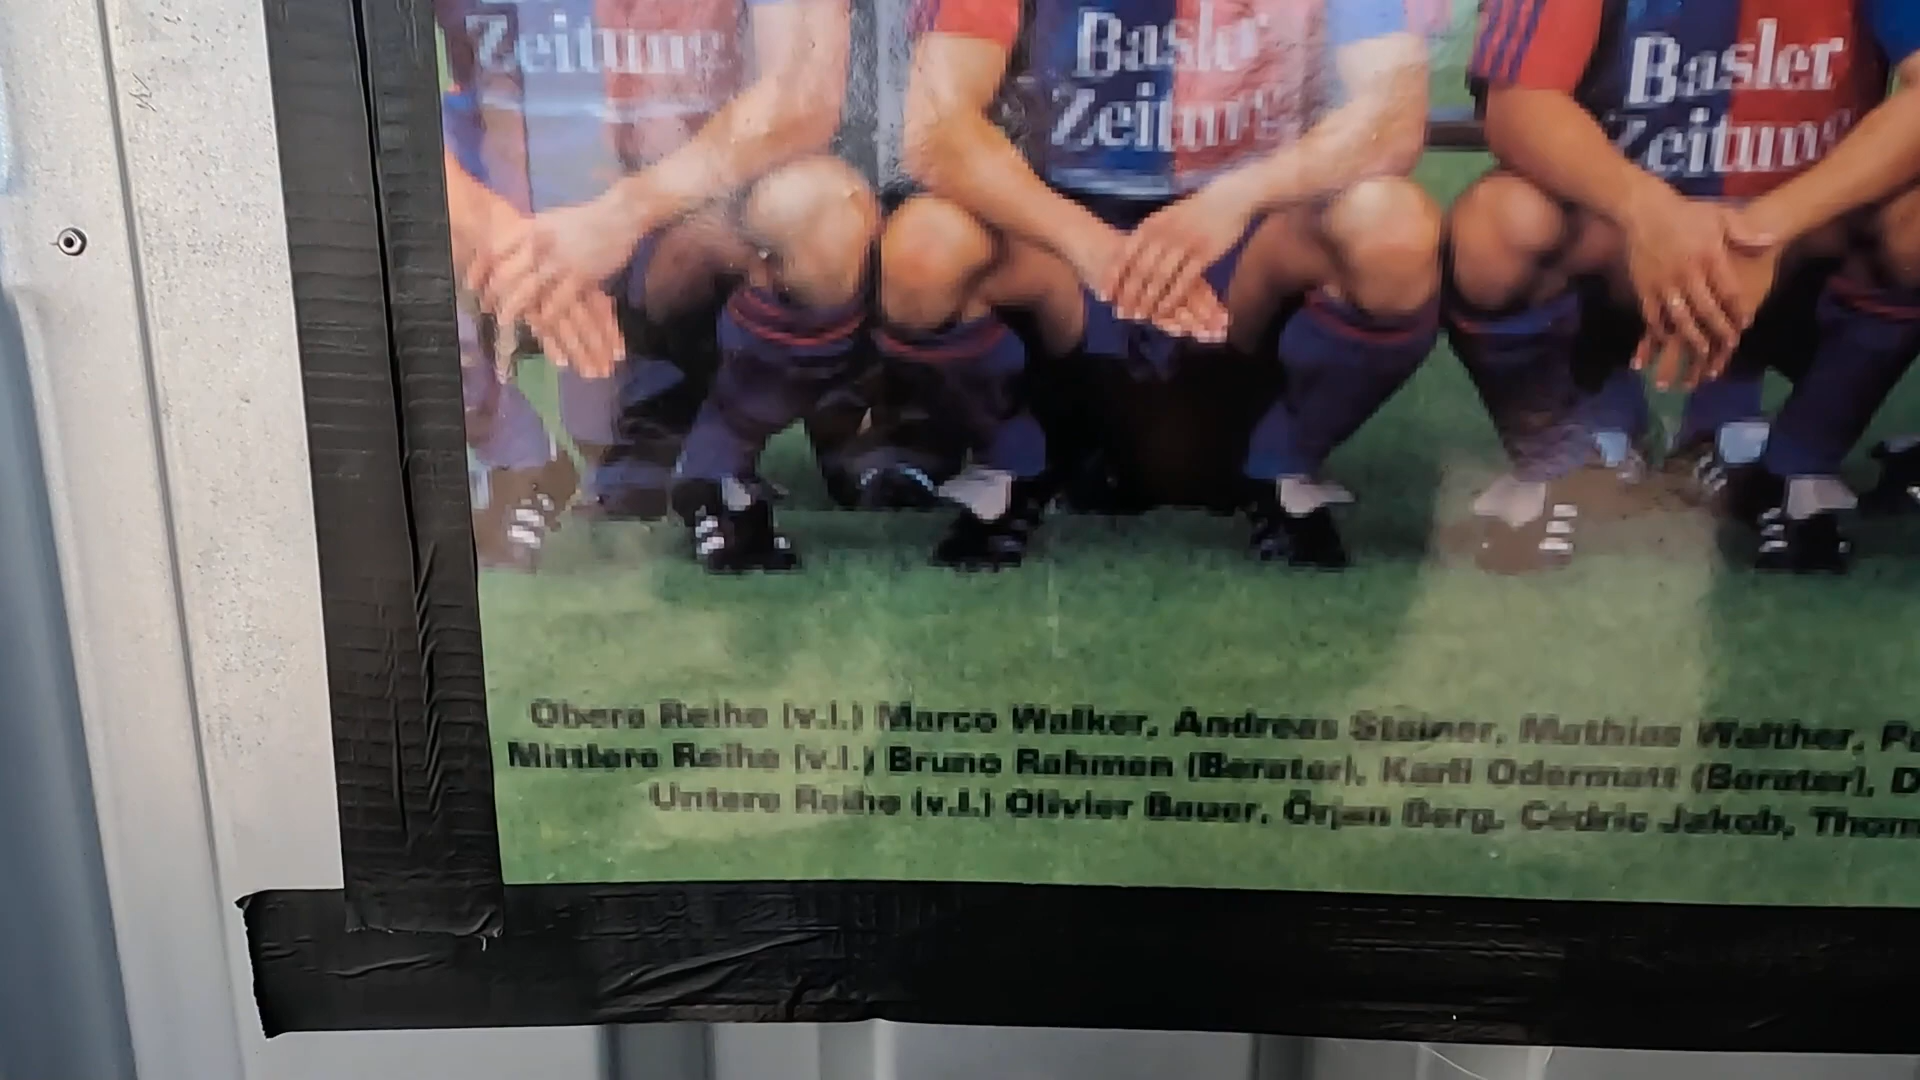 Zeitung
Basler
Zeitung
Basler
Zeitung
Obere Reihe (v.l.) Marco Walker, Andreas Steiner, Mathias Walther,
Mittlere Reihe (v.l.) Bruno Rahmen (Berater), Karli Odermatt (Berater), D
Untere Reihe (v.l.) Olivier Bauer, Örjan Berg, Cédric Jakob, Thom